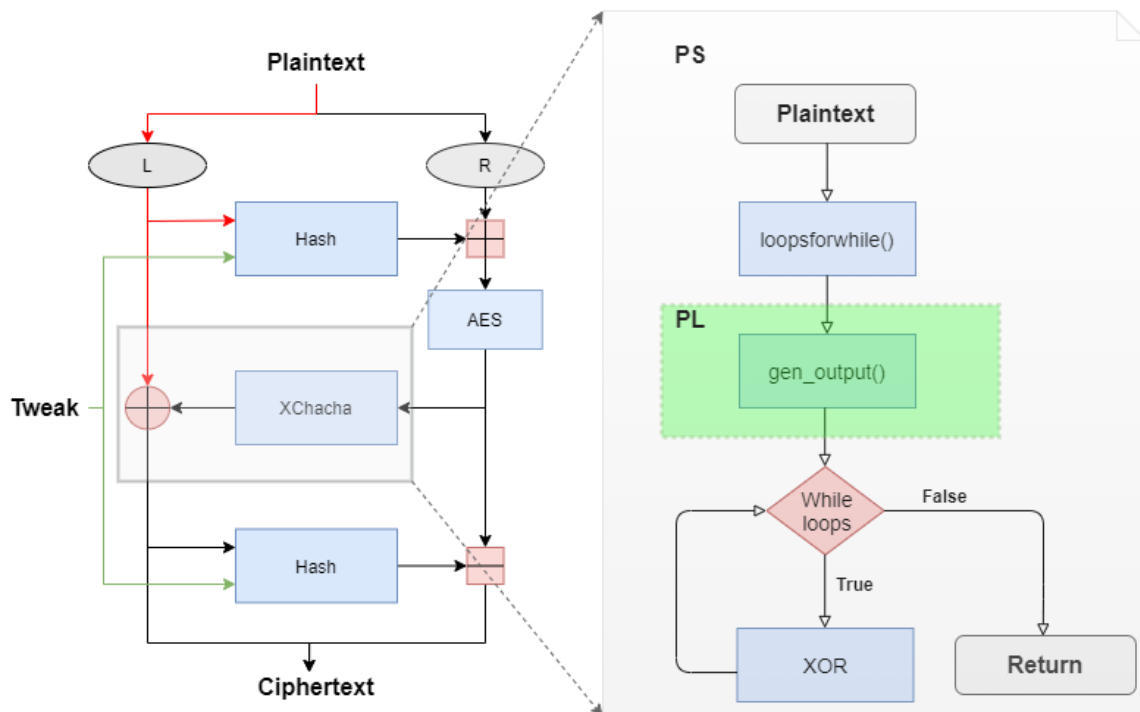 Plaintext
L
R
Hash
AES
XChacha
Tweak
Hash
Ciphertext
PS
Plaintext
loopsforwhile()
PL
gen_output()
While
loops
False
True
XOR
Return